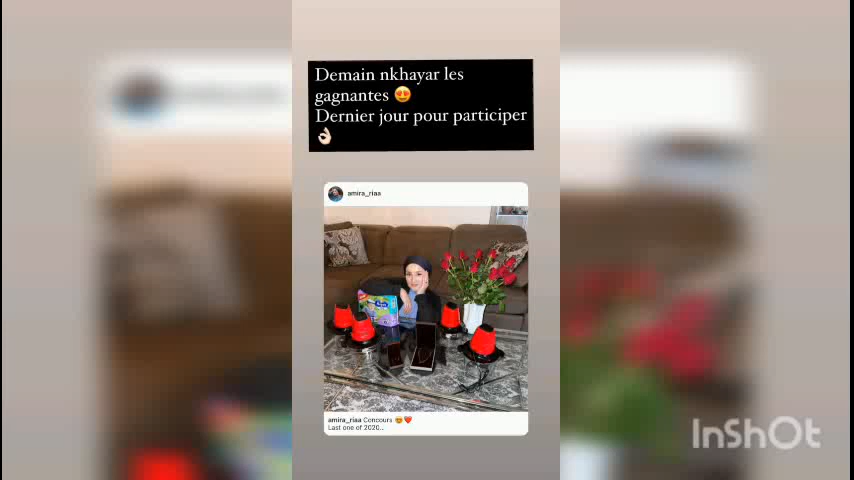 Demain nkhayar les
gagnantes 😍
Dernier jour pour participer
👌🏻
amira_riaa
amira_riaa Concours 😍❤️
Last one of 2020...
InShOt